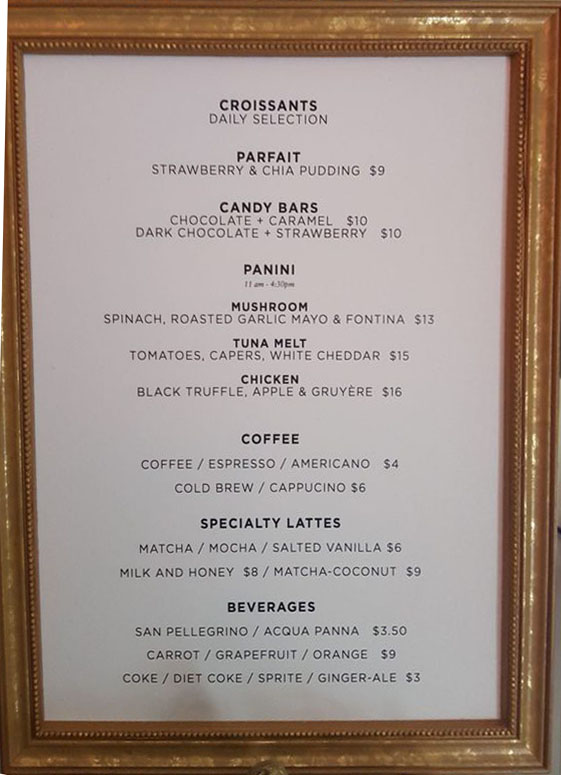 CROISSANTS
DAILY SELECTION
PARFAIT
STRAWBERRY & CHIA PUDDING $9
CANDY BARS
CHOCOLATE + CARAMEL $10
DARK CHOCOLATE + STRAWBERRY $10
PANINI
11 am - 4:30pm
MUSHROOM
SPINACH, ROASTED GARLIC MAYO & FONTINA $13
TUNA MELT
TOMATOES, CAPERS, WHITE CHEDDAR $15
CHICKEN
BLACK TRUFFLE, APPLE & GRUYÈRE $16
COFFEE
COFFEE / ESPRESSO / AMERICANO $4
COLD BREW / CAPPUCINO $6
SPECIALTY LATTES
MATCHA / MOCHA / SALTED VANILLA $6
MILK AND HONEY $8 / MATCHA-COCONUT $9
BEVERAGES
SAN PELLEGRINO / ACQUA PANNA $3.50
CARROT / GRAPEFRUIT / ORANGE $9
COKE / DIET COKE / SPRITE / GINGER-ALE $3